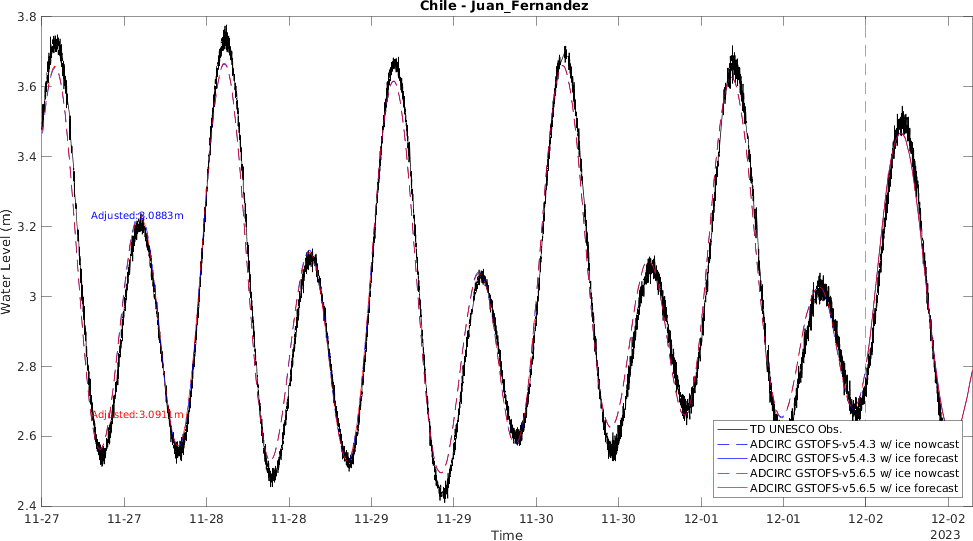 Chile - Juan_Fernandez
3.8
3.6
3.4
3.2
3
2.8
2.6
2.4
Water Level (m)
Adjusted:3.0883m
Adjusted:3.0911m
TD UNESCO Obs.
ADCIRC GSTOFS-v5.4.3 w/ ice nowcast
ADCIRC GSTOFS-v5.4.3 w/ ice forecast
ADCIRC GSTOFS-v5.6.5 w/ ice nowcast
ADCIRC GSTOFS-v5.6.5 w/ ice forecast
11-27 11-27 11-28 11-28 11-29 11-29 11-30 11-30 12-01 12-01 12-02 12-02
2023
Time